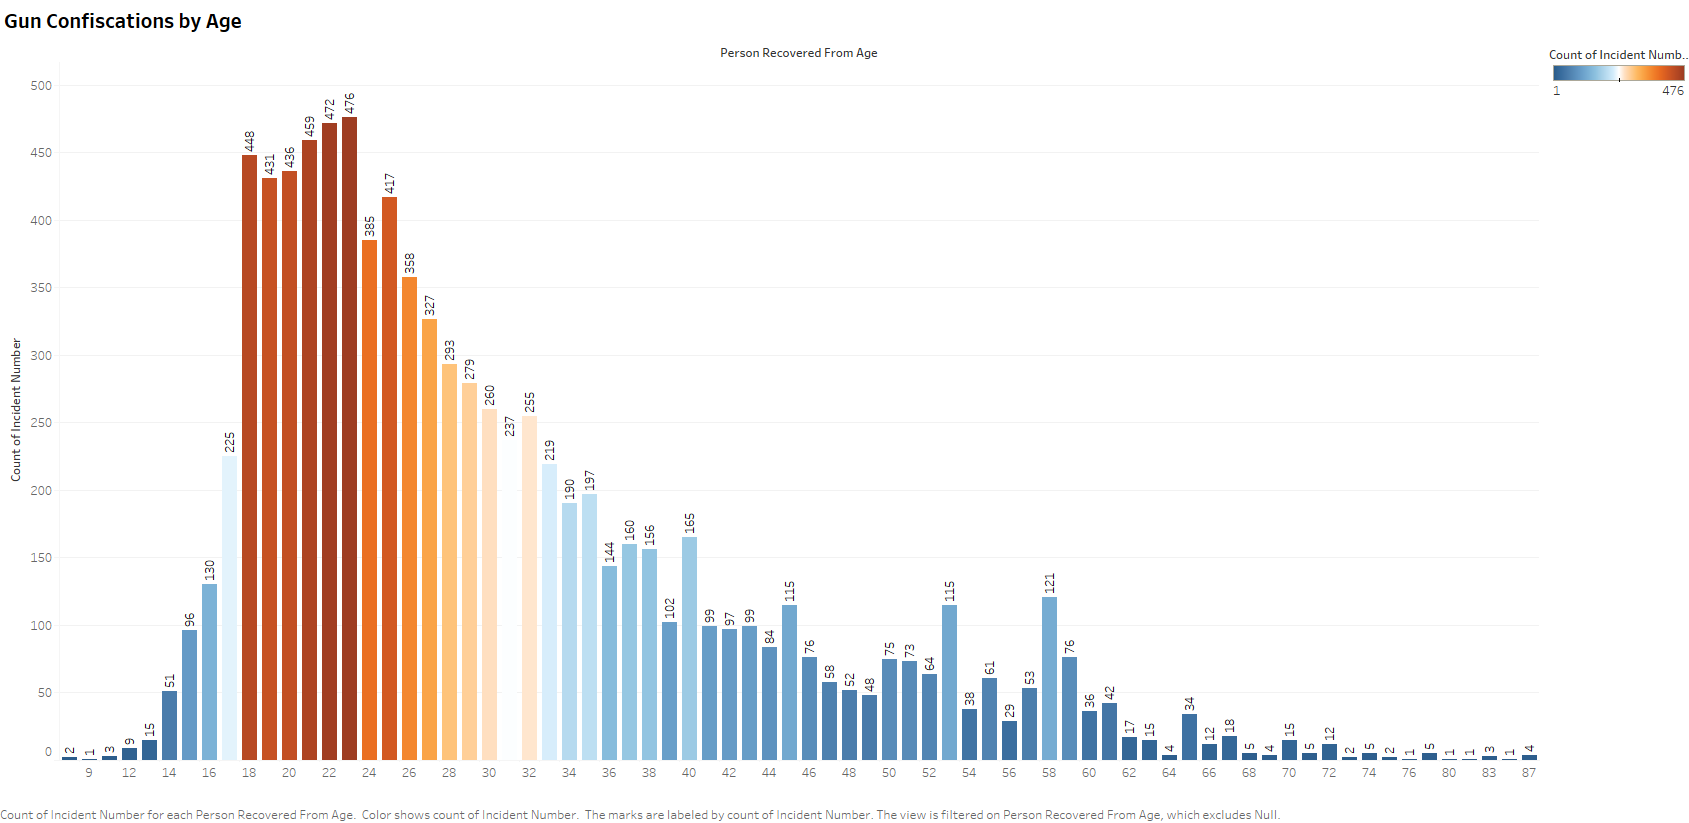 Gun Confiscations by Age
Person Recovered From Age
Count of Incident Numb..
1 476
Count of Incident Number
500
450
400
350
300
250
200
150
100
50
0
2 1 3 9 15 51 96 130 225 448 431 436 459 472 476 385 417 358 327 293 279 260 237 255 219 190 197 144 160 156 102 165 99 97 99 84 115 76 58 52 48 75 73 64 115 38 61 29 53 121 76 36 42 17 15 4 34 12 18 5 4 15 5 12 2 5 2 1 5 1 1 3 1 4
9 12 14 16 18 20 22 24 26 28 30 32 34 36 38 40 42 44 46 48 50 52 54 56 58 60 62 64 66 68 70 72 74 76 80 83 87
Count of Incident Number for each Person Recovered From Age. Color shows count of Incident Number. The marks are labeled by count of Incident Number. The view is filtered on Person Recovered From Age, which excludes Null.